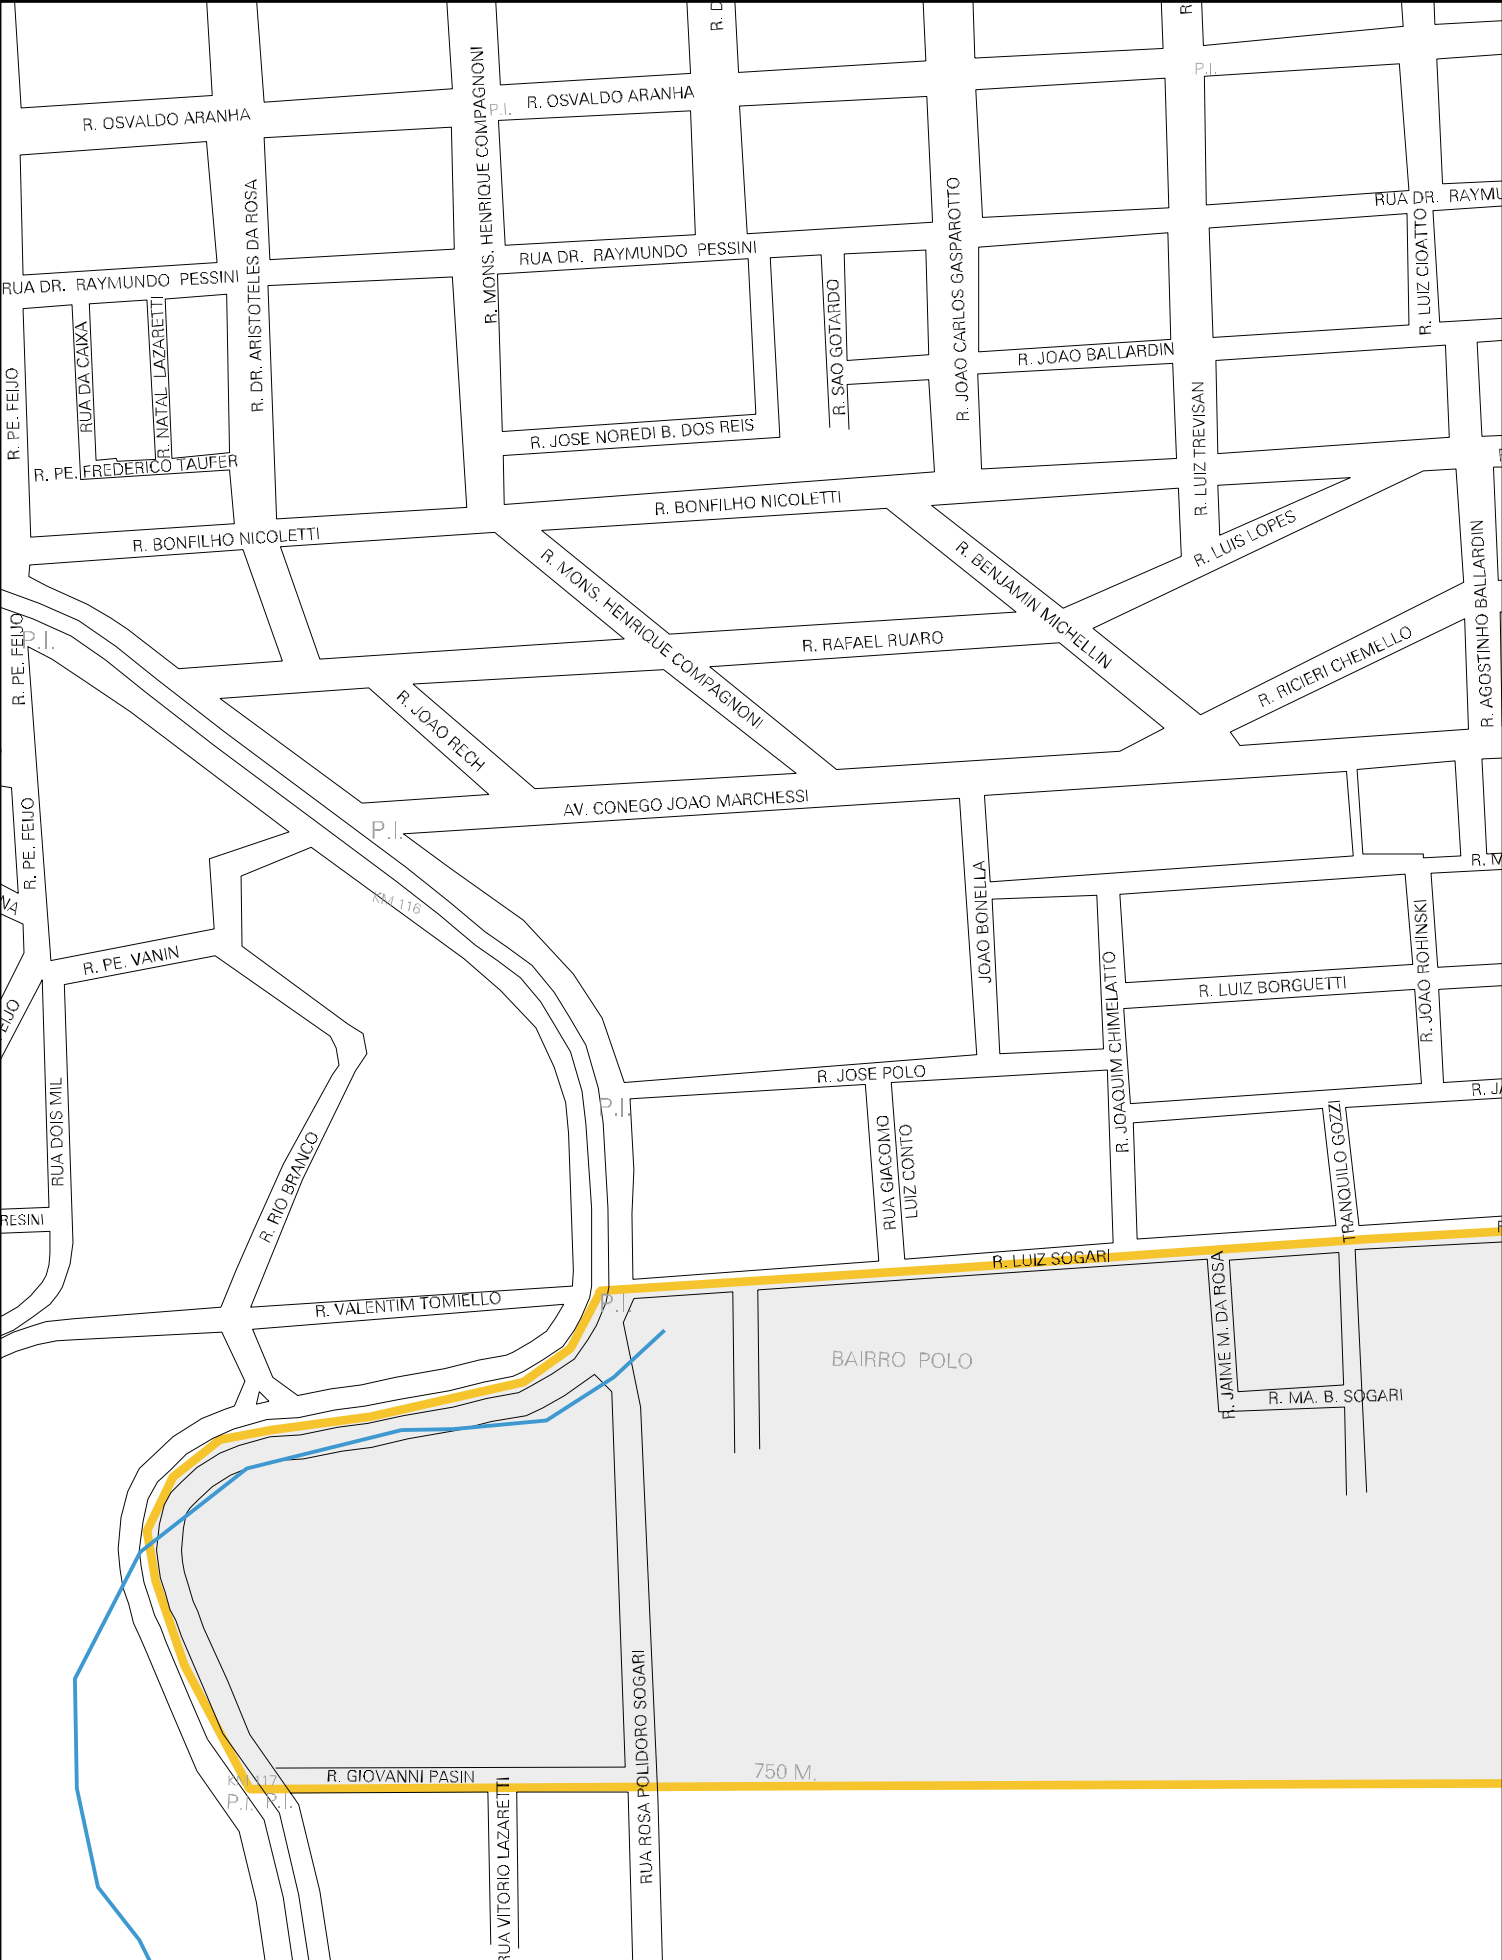 R. OSVALDO ARANHA
R. OSVALDO ARANHA
P.I.
P.I.
R. MONS. HENRIQUE COMPAGNONI
R. DR. ARISTOTELES DA ROSA
R. JOAO CARLOS GASPAROTTO
RUA DR. RAYMU
R. LUIZ CIOATTO
RUA DR. RAYMUNDO PESSINI
RUA DR. RAYMUNDO PESSINI
R. PE. FEIJO
RUA DA CAIXA
R. NATAL LAZARETTI
R. SAO GOTARDO
R. JOAO BALLARDIN
R. LUIZ TREVISAN
R. JOSE NOREDI B. DOS REIS
R. PE. FREDERICO TAUFER
R. BONFILHO NICOLETTI
R. BONFILHO NICOLETTI
R. LUIS LOPES
R. BENJAMIN MICHELLIN
R. MONS. HENRIQUE COMPAGNONI
R. AGOSTINHO BALLARDIN
R. PE. FEIJO
P.I.
R. RAFAEL RUARO
R. RICIERI CHEMELLO
R. JOAO RECH
AV. CONEGO JOAO MARCHESSI
P.I.
R. PE. FEIJO
KM 116
NA
JOAO BONELLA
R. M
R. JOAO ROHINSKI
R. PE. VANIN
R. JOAQUIM CHIMELATTO
R. LUIZ BORGUETTI
EIJO
R. JOSE POLO
R. JA
P.I.
RUA DOIS MIL
RUA GIACOMO
LUIZ CONTO
TRANQUILO GOZZI
R. RIO BRANCO
RESINI
R. LUIZ SOGARI
R. VALENTIM TOMIELLO
P.I.
R. JAIME M. DA ROSA
BAIRRO POLO
R. MA. B. SOGARI
RUA ROSA POLIDORO SOGARI
R. GIOVANNI PASIN
750 M.
KM 117
P.I.
P.I.
RUA VITORIO LAZARETTI